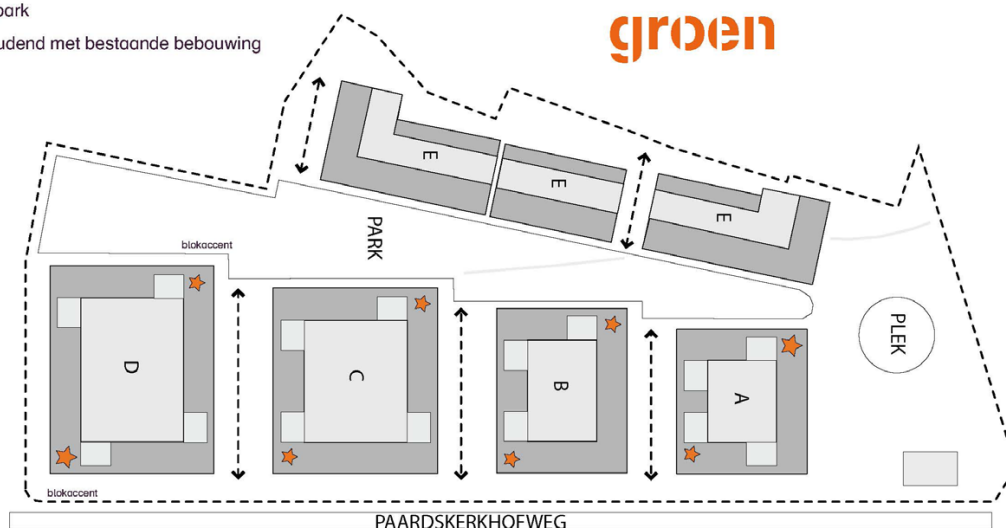 park
udend met bestaande bebouwing
groen
E
E
E
PARK
blokaccent
PLEK
D
C
B
A
blokaccent
PAARDSKERKHOFWEG